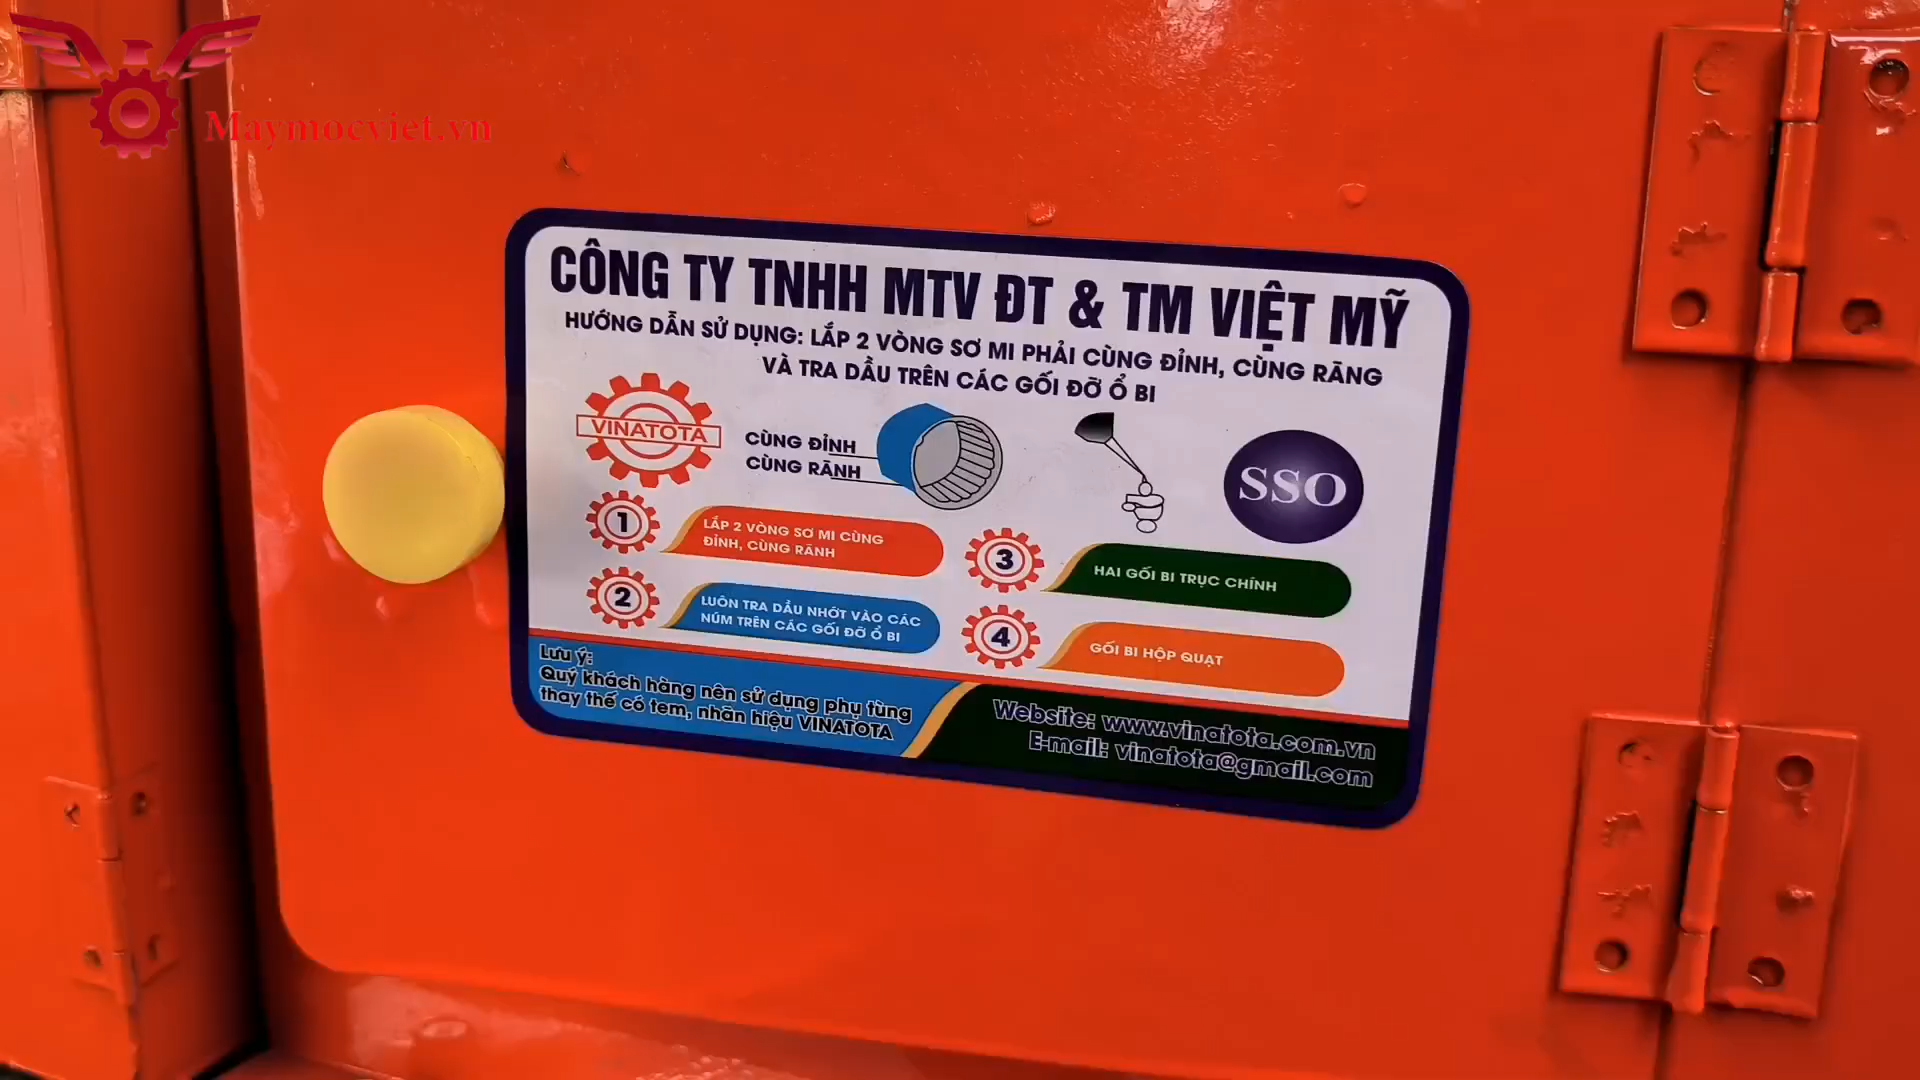 Maymocviet.vn
CÔNG TY TNHH MTV ĐT & TM VIỆT MỸ
HƯỚNG DẪN SỬ DỤNG: LẮP 2 VÒNG SƠ MI PHẢI CÙNG ĐỈNH, CÙNG RÃNG
VÀ TRA DẦU TRÊN CÁC GỐI ĐỠ Ổ BI
VINATOTA
CÙNG ĐỈNH
CÙNG RÃNH
SSO
1
LẮP 2 VÒNG SƠ MI CÙNG
ĐỈNH, CÙNG RÃNH
2
LUÔN TRA DẦU NHỚT VÀO CÁC
NÚM TRÊN CÁC GỐI ĐỠ Ổ BI
3
HAI GỐI BI TRỤC CHÍNH
4
GỐI BI HỘP QUẠT
Lưu ý:
Quý khách hàng nên sử dụng phụ tùng
thay thế có tem, nhãn hiệu VINATOTA
Website: www.vinatota.com.vn
E-mail: vinatota@gmail.com